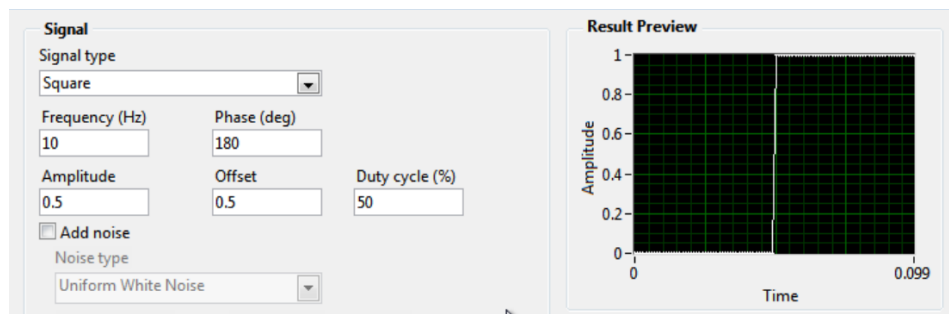 Signal
Signal type
Square
Frequency (Hz)
Phase (deg)
10
180
Amplitude
Offset
Duty cycle (%)
0.5
0.5
50
Add noise
Noise type
Uniform White Noise
Result Preview
Amplitude
1
0.8
0.6
0.4
0.2
0
0
0.099
Time